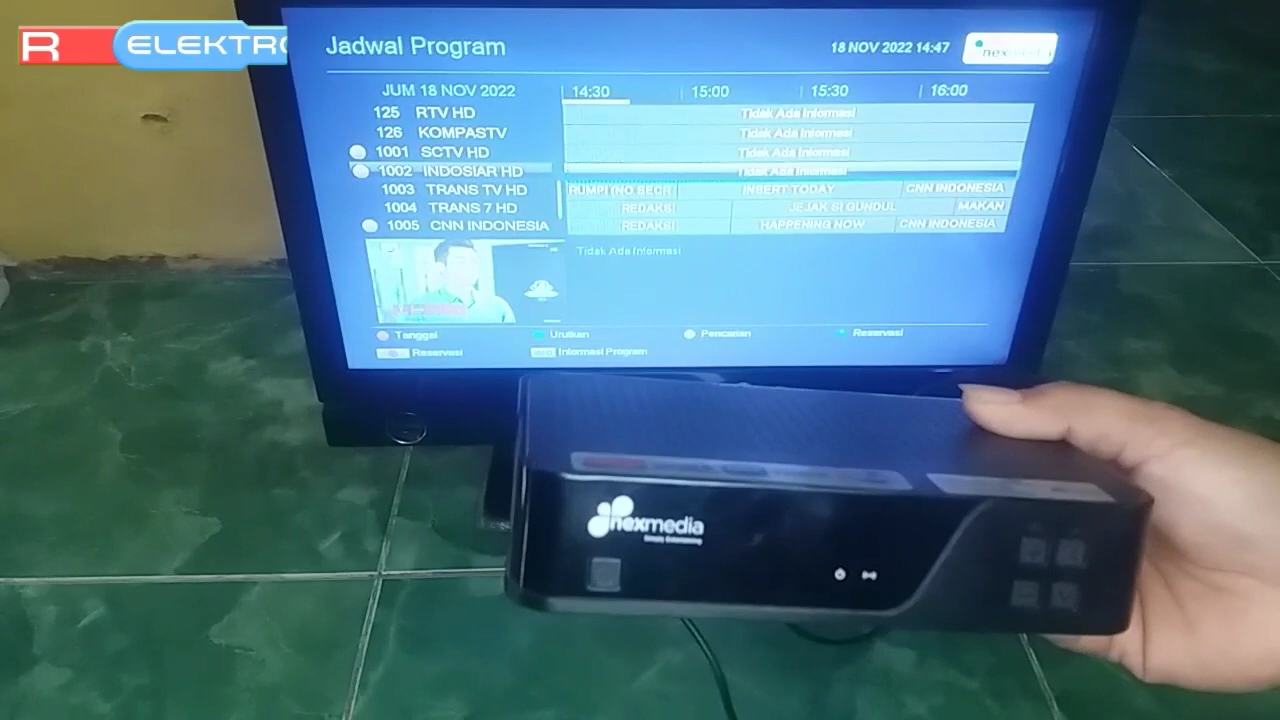 R ELEKTRO
Jadwal Program
18 NOV 2022 14:47
nexmedia
JUM 18 NOV 2022
14:30 15:00 15:30 16:00
125 RTV HD Tidak Ada Informasi
126 KOMPASTV Tidak Ada Informasi
1001 SCTV HD Tidak Ada Informasi
1002 INDOSIAR HD Tidak Ada Informasi
1003 TRANS TV HD RUMPI (NO SECR INSERT TODAY CNN INDONESIA
1004 TRANS 7 HD REDAKSI JEJAK SI GUNDUL MAKAN
1005 CNN INDONESIA REDAKSI HAPPENING NOW CNN INDONESIA
Tidak Ada Informasi
Tanggal Urutkan Pencarian Reservasi
Reservasi Informasi Program
nexmedia
Simply Entertaining